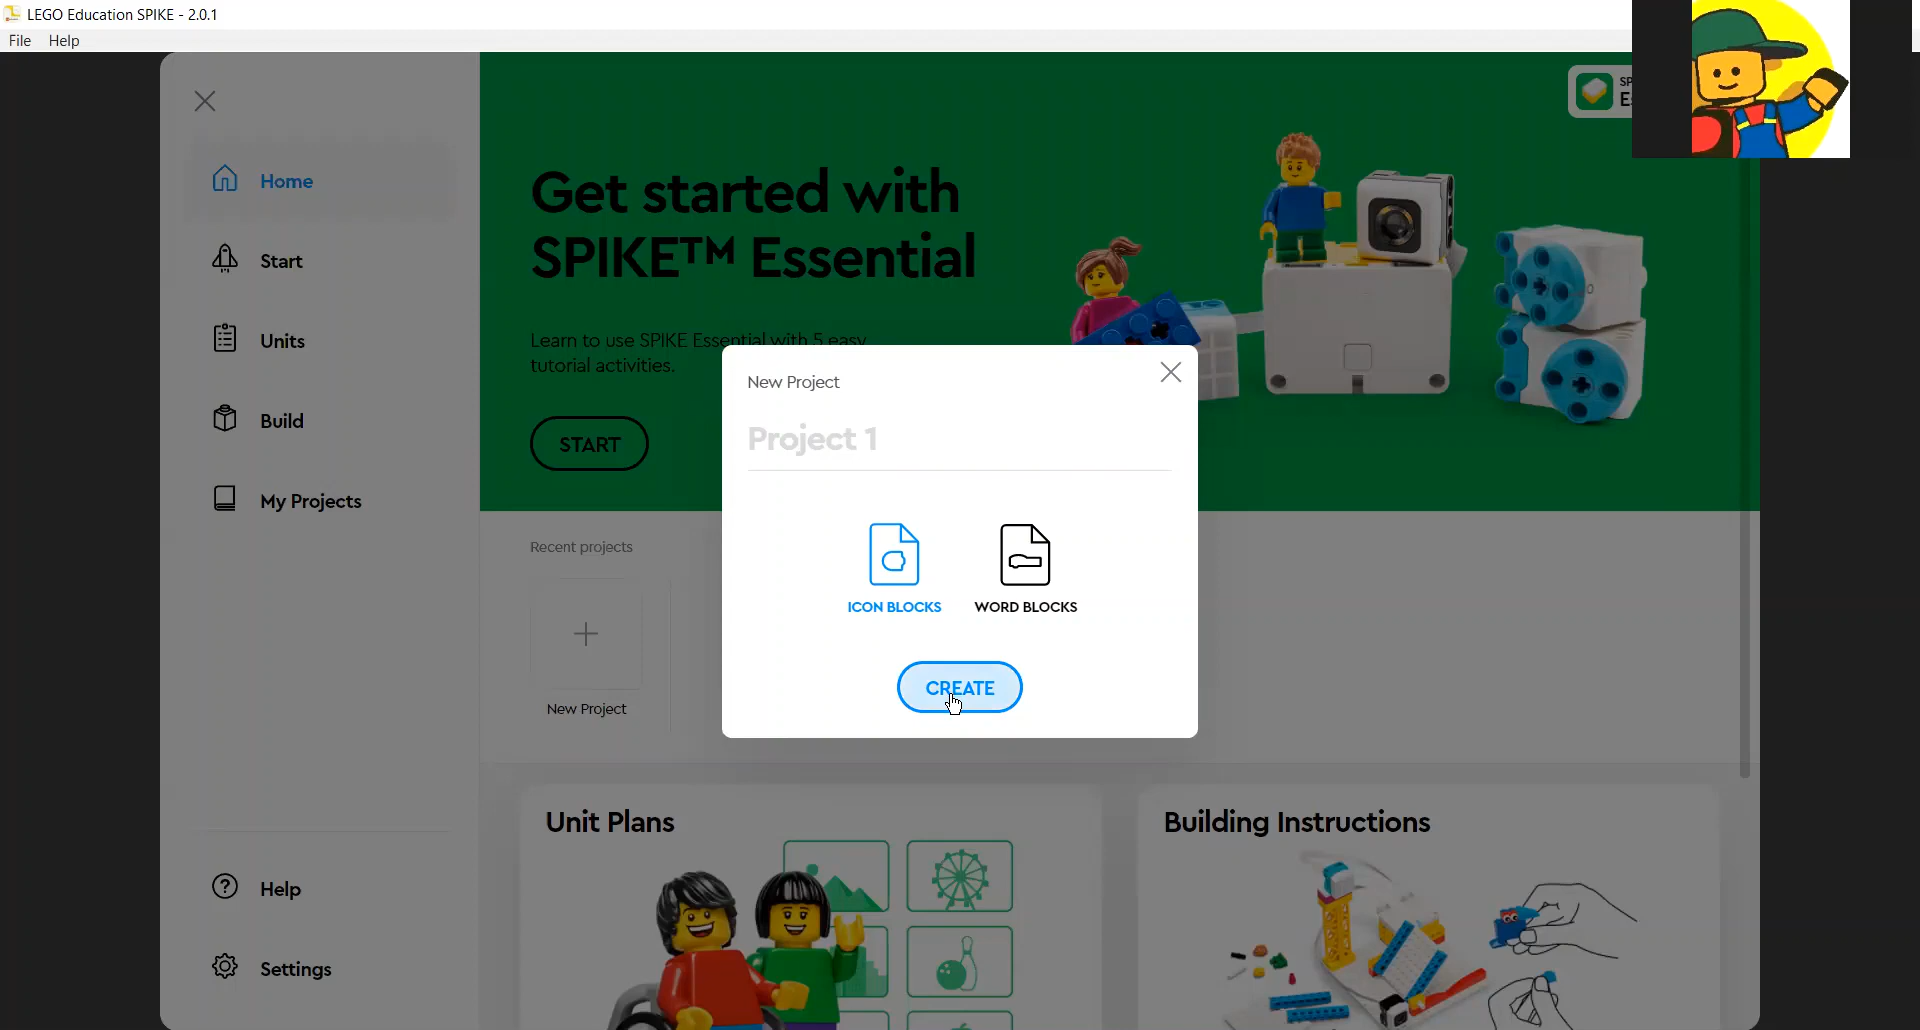 LEGO Education SPIKE - 2.0.1
File Help
Home
Start
Units
Build
My Projects
Help
Settings
Get started with
SPIKE™ Essential
Learn to use SPIKE Essential with 5 easy
tutorial activities.
START
New Project
Project 1
ICON BLOCKS
WORD BLOCKS
CREATE
Recent projects
New Project
Unit Plans
Building Instructions